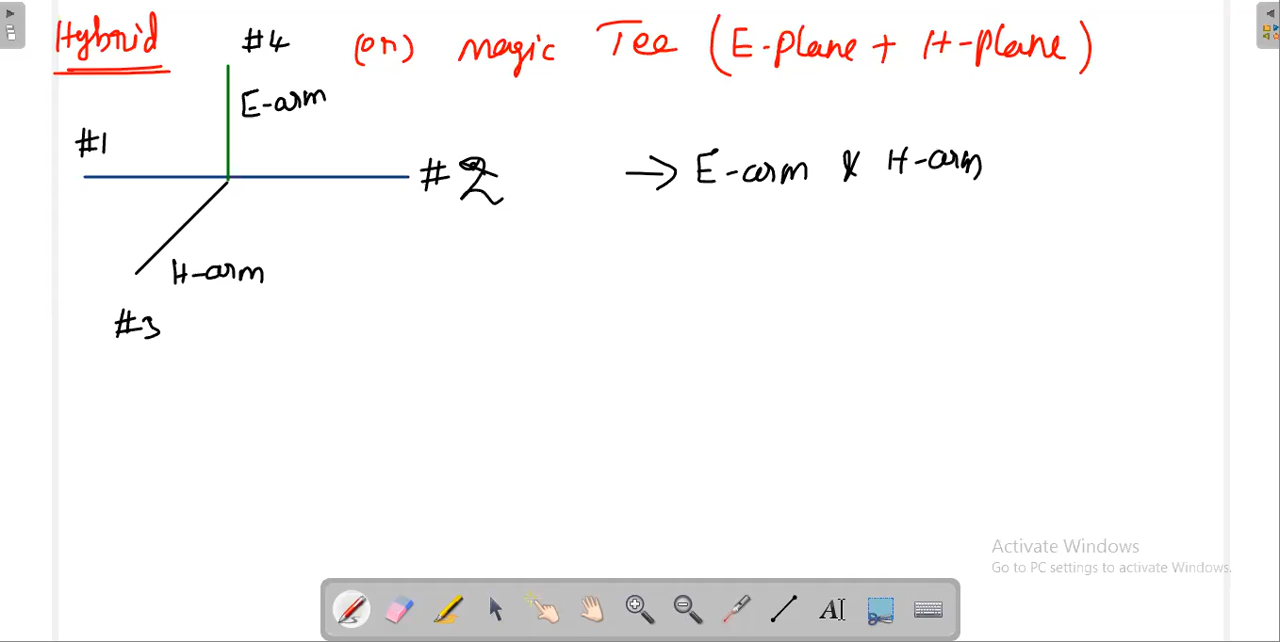 Hybrid (or) magic Tee (E-plane + H-plane)
#4
E-arm
#1
#2
→ E-arm & H-arm
H-arm
#3
Activate Windows
Go to PC settings to activate Windows.
AI